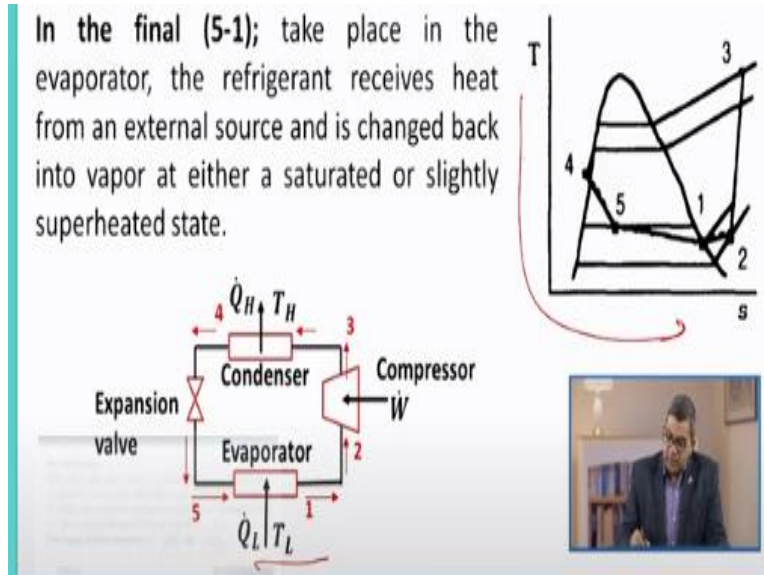 In the final (5-1); take place in the
evaporator, the refrigerant receives heat
from an external source and is changed back
into vapor at either a saturated or slightly
superheated state.
T
3
4
5
1
2
s
4
Q̇H T_H
3
Condenser
Compressor
Ẇ
Expansion
valve
Evaporator
2
5
1
Q̇L T_L